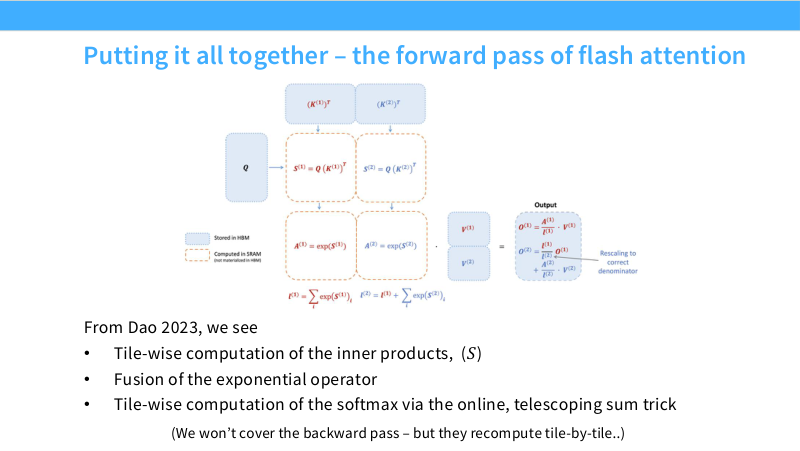 Putting it all together – the forward pass of flash attention
(K⁽¹⁾)ᵀ (K⁽²⁾)ᵀ
Q
S⁽¹⁾ = Q (K⁽¹⁾)ᵀ
S⁽²⁾ = Q (K⁽²⁾)ᵀ
Output
Stored in HBM
Computed in SRAM
(not materialized in HBM)
A⁽¹⁾ = exp(S⁽¹⁾)
A⁽²⁾ = exp(S⁽²⁾)
·
V⁽¹⁾
V⁽²⁾
=
O⁽¹⁾ = A⁽¹⁾/l⁽¹⁾ · V⁽¹⁾
O⁽²⁾ = l⁽¹⁾/l⁽²⁾ O⁽¹⁾
+ A⁽²⁾/l⁽²⁾ · V⁽²⁾
Rescaling to
correct
denominator
l⁽¹⁾ = ∑ᵢ exp(S⁽¹⁾)ᵢ
l⁽²⁾ = l⁽¹⁾ + ∑ᵢ exp(S⁽²⁾)ᵢ
From Dao 2023, we see
• Tile-wise computation of the inner products, (S)
• Fusion of the exponential operator
• Tile-wise computation of the softmax via the online, telescoping sum trick
(We won’t cover the backward pass – but they recompute tile-by-tile..)